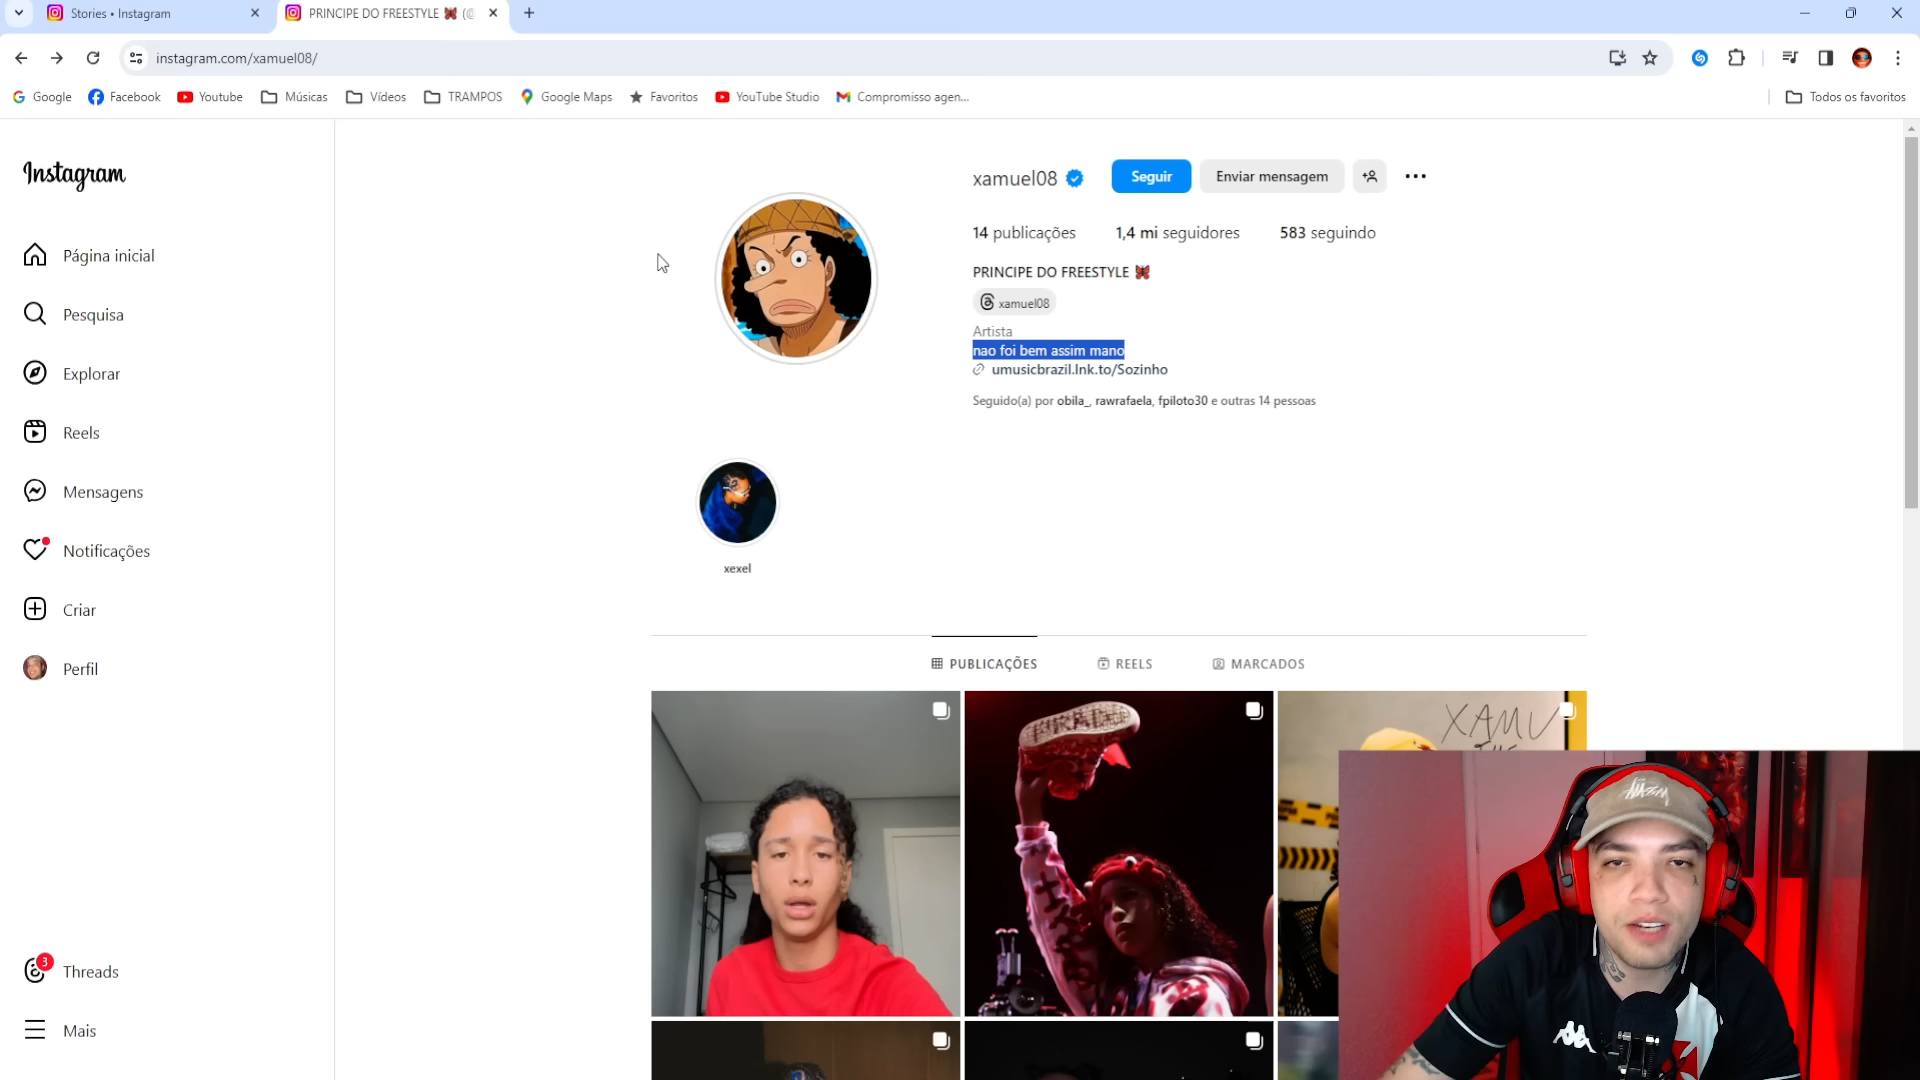 Stories • Instagram
PRINCIPE DO FREESTYLE
instagram.com/xamuel08/
Google
Facebook
Youtube
Músicas
Vídeos
TRAMPOS
Google Maps
Favoritos
YouTube Studio
Compromisso agen...
Todos os favoritos
Instagram
Página inicial
Pesquisa
Explorar
Reels
Mensagens
Notificações
Criar
Perfil
3
Threads
Mais
xamuel08
Seguir
Enviar mensagem
14 publicações
1,4 mi seguidores
583 seguindo
PRINCIPE DO FREESTYLE
xamuel08
Artista
nao foi bem assim mano
umusicbrazil.lnk.to/Sozinho
Seguido(a) por obila_, rawrafaela, fpiloto30 e outras 14 pessoas
xexel
PUBLICAÇÕES
REELS
MARCADOS
XAMU